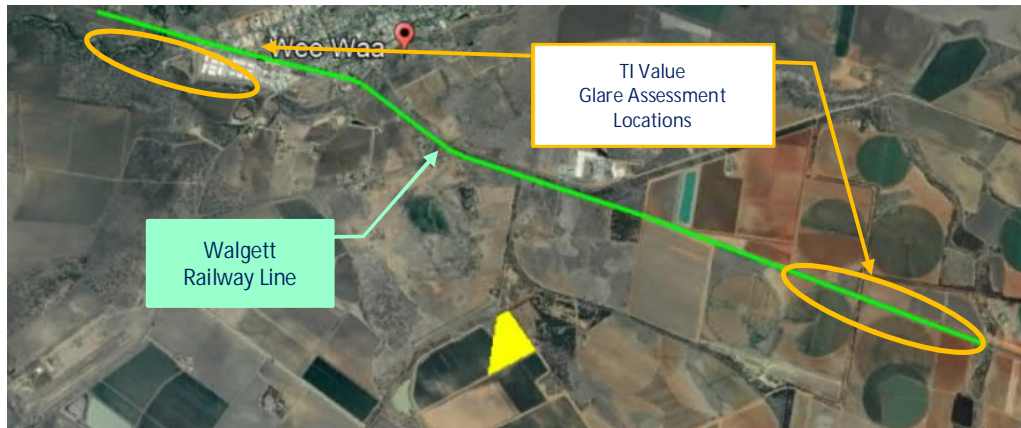 Wee Waa
TI Value
Glare Assessment
Locations
Walgett
Railway Line